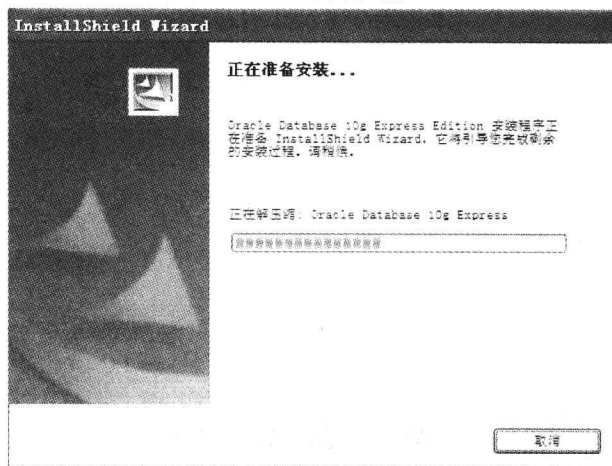 InstallShield Wizard
正在准备安装...
Oracle Database 10g Express Edition 安装程序正
在准备 InstallShield Wizard，它将引导您完成剩余
的安装过程。请稍候。
正在解压缩: Oracle Database 10g Express
取消